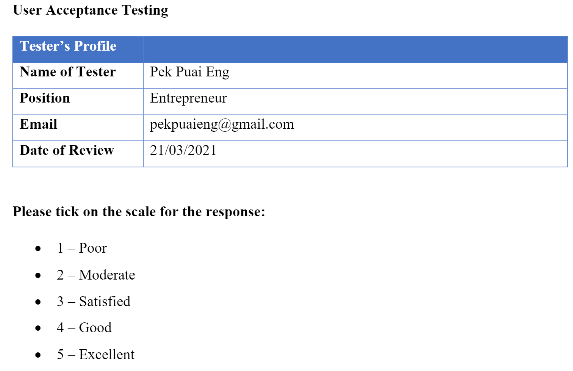 User Acceptance Testing
Tester's Profile
Name of Tester Pek Puai Eng
Position Entrepreneur
Email pekpuaieng@gmail.com
Date of Review 21/03/2021
Please tick on the scale for the response:
• 1 – Poor
• 2 – Moderate
• 3 – Satisfied
• 4 – Good
• 5 – Excellent